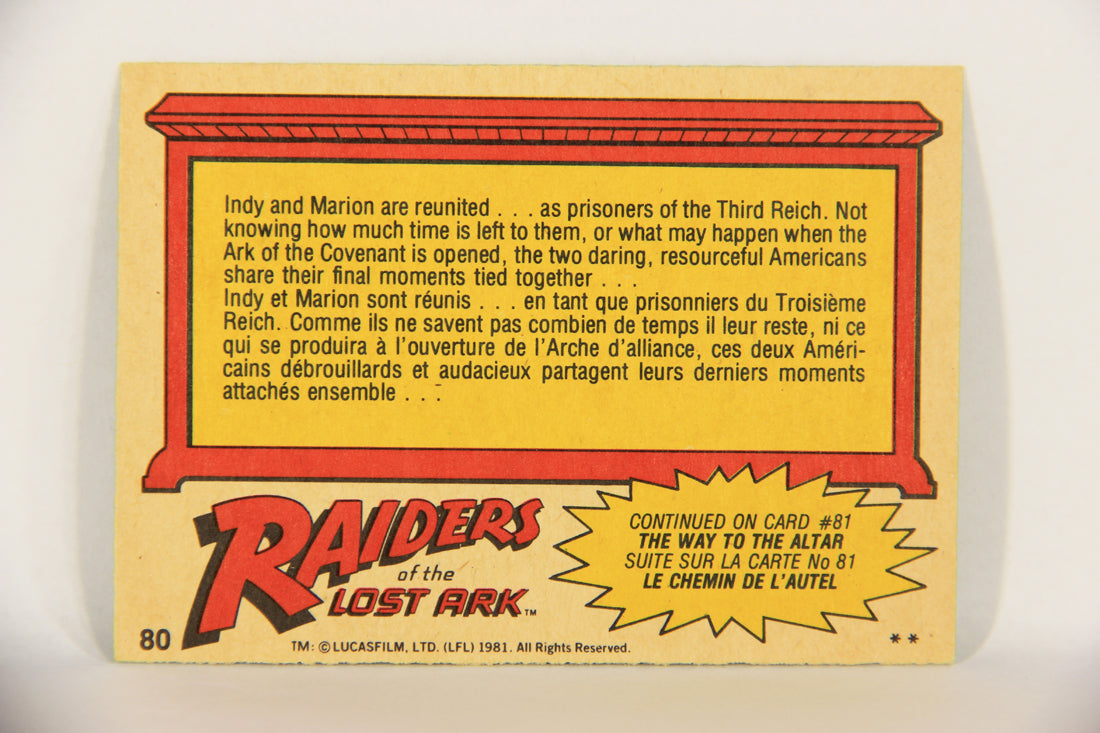 Indy and Marion are reunited . . . as prisoners of the Third Reich. Not
knowing how much time is left to them, or what may happen when the
Ark of the Covenant is opened, the two daring, resourceful Americans
share their final moments tied together . . .
Indy et Marion sont réunis . . . en tant que prisonniers du Troisième
Reich. Comme ils ne savent pas combien de temps il leur reste, ni ce
qui se produira à l'ouverture de l'Arche d'alliance, ces deux Améri-
cains débrouillards et audacieux partagent leurs derniers moments
attachés ensemble . . .
RAIDERS
of the
LOST ARK™
CONTINUED ON CARD #81
THE WAY TO THE ALTAR
SUITE SUR LA CARTE No 81
LE CHEMIN DE L'AUTEL
80
TM: © LUCASFILM, LTD. (LFL) 1981. All Rights Reserved.
**